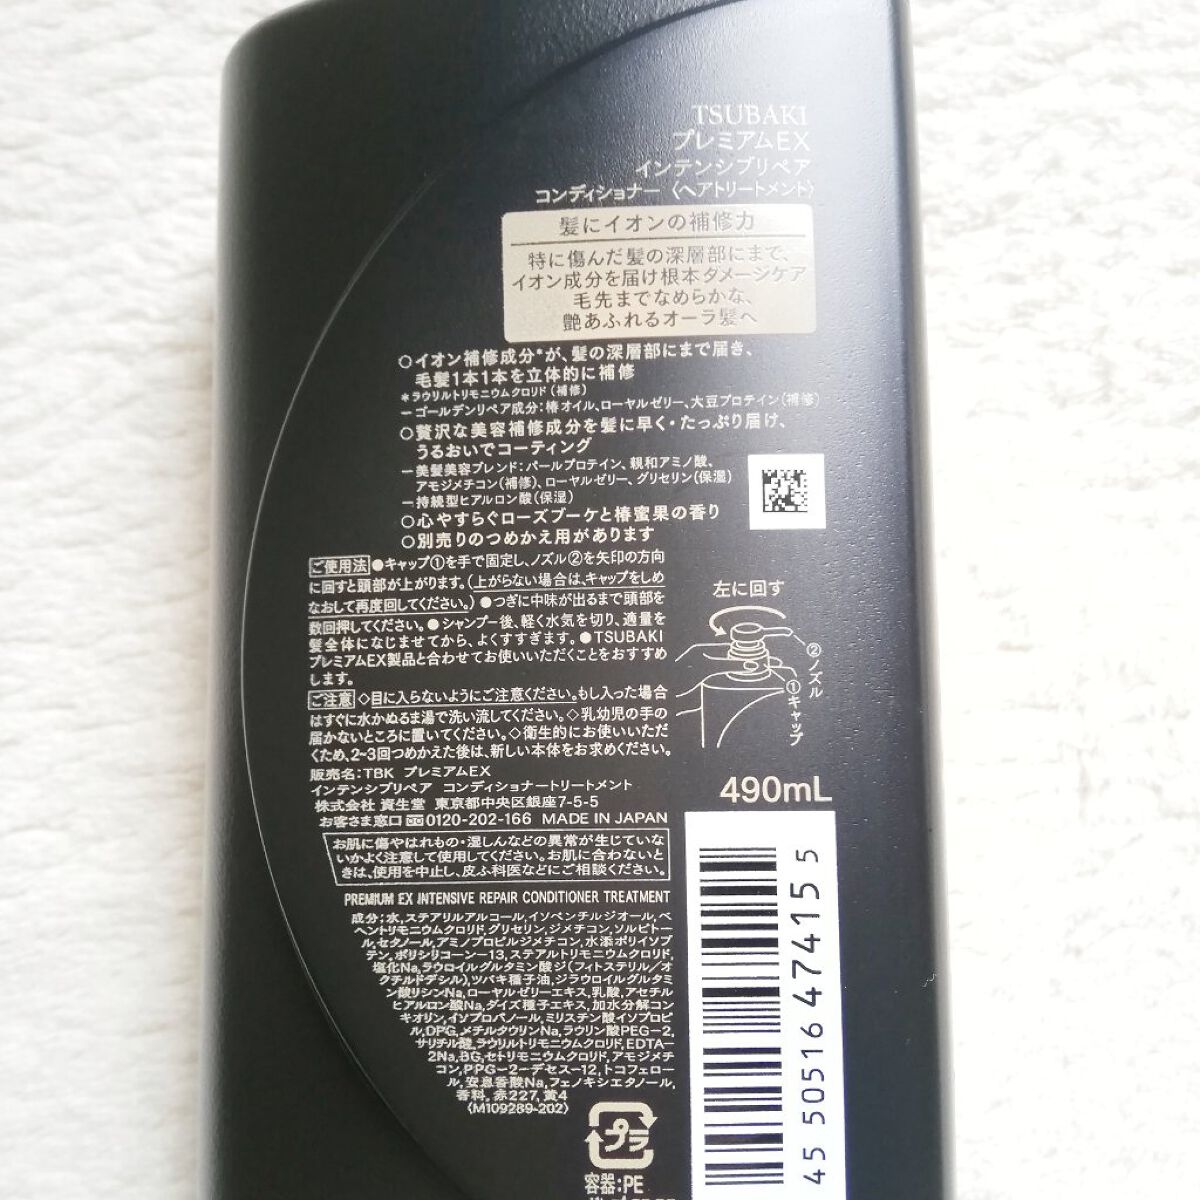 TSUBAKI
プレミアムEX
インテンシブリペア
コンディショナー〈ヘアトリートメント〉
髪にイオンの補修力
特に傷んだ髪の深層部にまで、
イオン成分を届け根本ダメージケア
毛先までなめらかな、
艶あふれるオーラ髪へ
○イオン補修成分*が、髪の深層部にまで届き、
毛髪1本1本を立体的に補修
*ラウリルトリモニウムクロリド(補修)
ーゴールデンリペア成分:椿オイル、ローヤルゼリー、大豆プロテイン(補修)
○贅沢な美容補修成分を髪に早く・たっぷり届け、
うるおいでコーティング
ー美髪美容ブレンド:パールプロテイン、親和アミノ酸、
アモジメチコン(補修)、ローヤルゼリー、グリセリン(保湿)
ー持続型ヒアルロン酸(保湿)
○心やすらぐローズブーケと椿蜜果の香り
○別売りのつめかえ用があります
ご使用法 ●キャップ①を手で固定し、ノズル②を矢印の方向
に回すと頭部が上がります。(上がらない場合は、キャップをしめ
なおして再度回してください。) ●つぎに中味が出るまで頭部を
数回押してください。●シャンプー後、軽く水気を切り、適量を
髪全体になじませてから、よくすすぎます。●TSUBAKI
プレミアムEX製品と合わせてお使いいただくことをおすすめ
します。
左に回す
②ノズル
①キャップ
ご注意 ◇目に入らないようにご注意ください。もし入った場合
はすぐに水かぬるま湯で洗い流してください。◇乳幼児の手の
届かないところに置いてください。◇衛生的にお使いいただ
くため、2~3回つめかえた後は、新しい本体をお求めください。
販売名:TBK プレミアムEX
インテンシブリペア コンディショナートリートメント
株式会社 資生堂 東京都中央区銀座7-5-5
お客さま窓口 0120-202-166 MADE IN JAPAN
490mL
お肌に傷やはれもの・湿しんなどの異常が生じていな
いかよく注意して使用してください。お肌に合わないと
きは、使用を中止し、皮ふ科医などにご相談ください。
PREMIUM EX INTENSIVE REPAIR CONDITIONER TREATMENT
成分:水,ステアリルアルコール,イソペンチルジオール,ベ
ヘントリモニウムクロリド,グリセリン,ジメチコン,ソルビトー
ル,セタノール,アミノプロピルジメチコン,水添ポリイソブ
テン,ポリシリコーン-13,ステアルトリモニウムクロリド,
塩化Na,ラウロイルグルタミン酸ジ(フィトステリル/オ
クチルドデシル),ツバキ種子油,ジラウロイルグルタミ
ン酸リシンNa,ローヤルゼリーエキス,乳酸,アセチル
ヒアルロン酸Na,ダイズ種子エキス,加水分解コン
キオリン,イソプロパノール,ミリスチン酸イソプロピ
ル,DPG,メチルタウリンNa,ラウリン酸PEG-2,
サリチル酸,ラウリルトリモニウムクロリド,EDTA-
2Na,BG,セトリモニウムクロリド,アモジメチ
コン,PPG-2-デセス-12,トコフェロー
ル,安息香酸Na,フェノキシエタノール,
香料,赤227,黄4
〈M109289-202〉
45 50516 47415 5
プラ
容器:PE